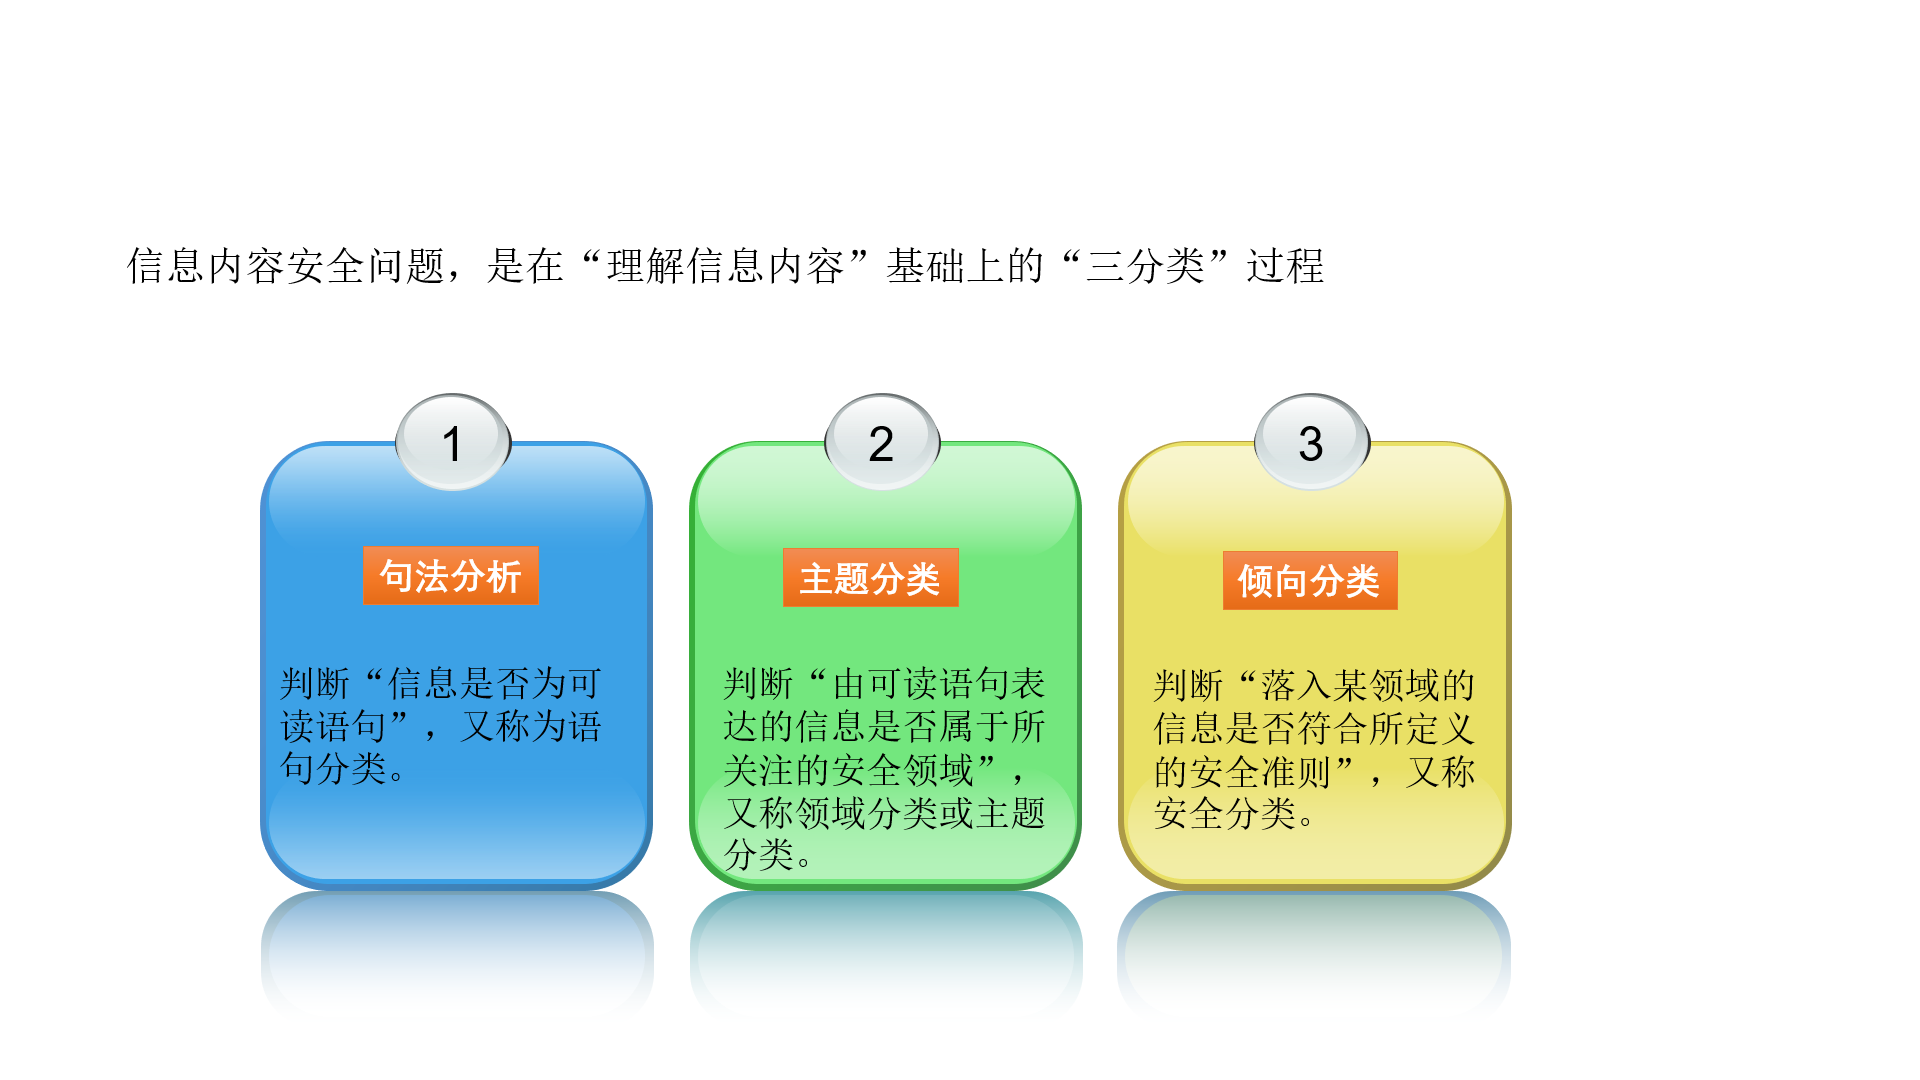 信息内容安全问题，是在“理解信息内容”基础上的“三分类”过程
1
句法分析
判断“信息是否为可
读语句”，又称为语
句分类。
2
主题分类
判断“由可读语句表
达的信息是否属于所
关注的安全领域”，
又称领域分类或主题
分类。
3
倾向分类
判断“落入某领域的
信息是否符合所定义
的安全准则”，又称
安全分类。